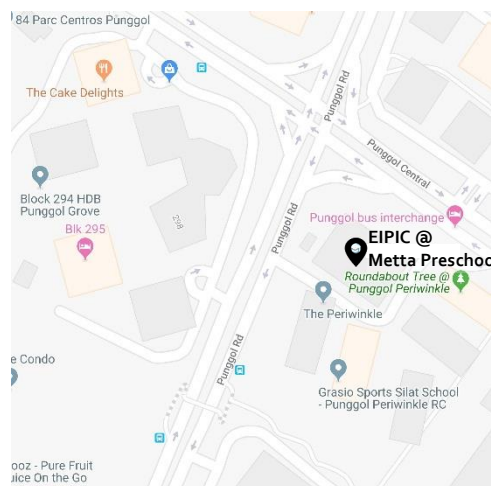 84 Parc Centros Punggol
The Cake Delights
Punggol Rd
Punggol Central
Block 294 HDB
Punggol Grove
Blk 295
298
Punggol Rd
Punggol bus interchange
EIPIC @
Metta Preschoo
Roundabout Tree @
Punggol Periwinkle
The Periwinkle
Punggol Rd
e Condo
Grasio Sports Silat School
- Punggol Periwinkle RC
ooz - Pure Fruit
uice On the Go